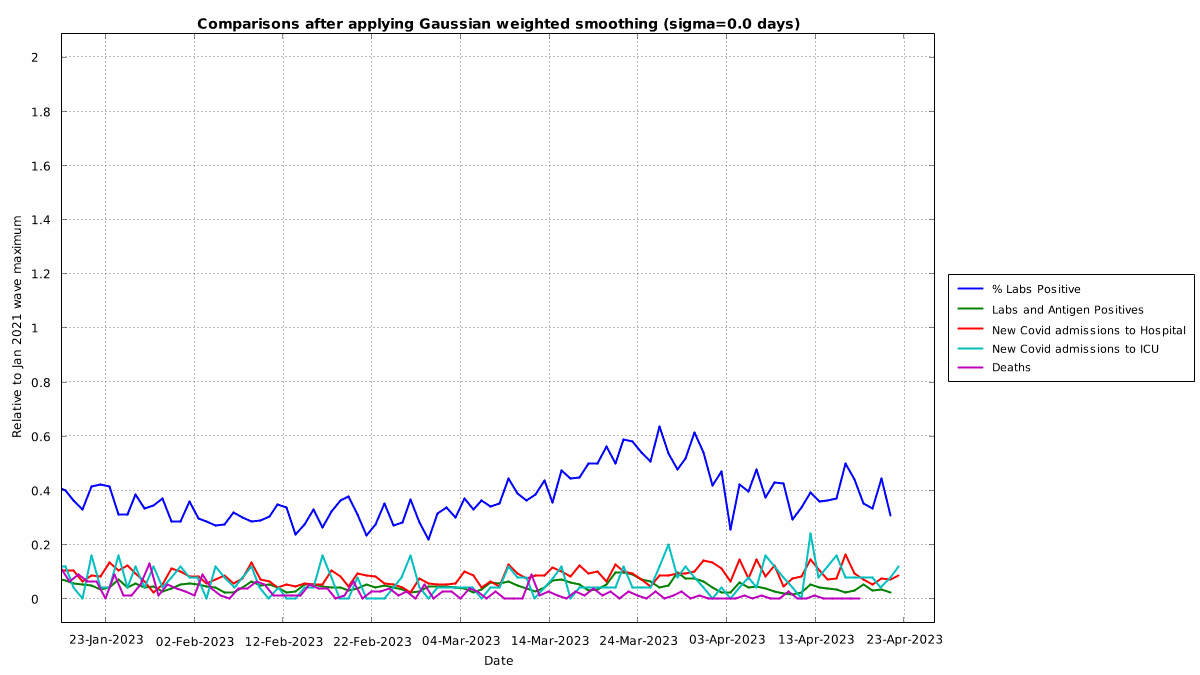 Comparisons after applying Gaussian weighted smoothing (sigma=0.0 days)
Relative to Jan 2021 wave maximum
2
1.8
1.6
1.4
1.2
1
0.8
0.6
0.4
0.2
0
23-Jan-2023 02-Feb-2023 12-Feb-2023 22-Feb-2023 04-Mar-2023 14-Mar-2023 24-Mar-2023 03-Apr-2023 13-Apr-2023 23-Apr-2023
Date
% Labs Positive
Labs and Antigen Positives
New Covid admissions to Hospital
New Covid admissions to ICU
Deaths